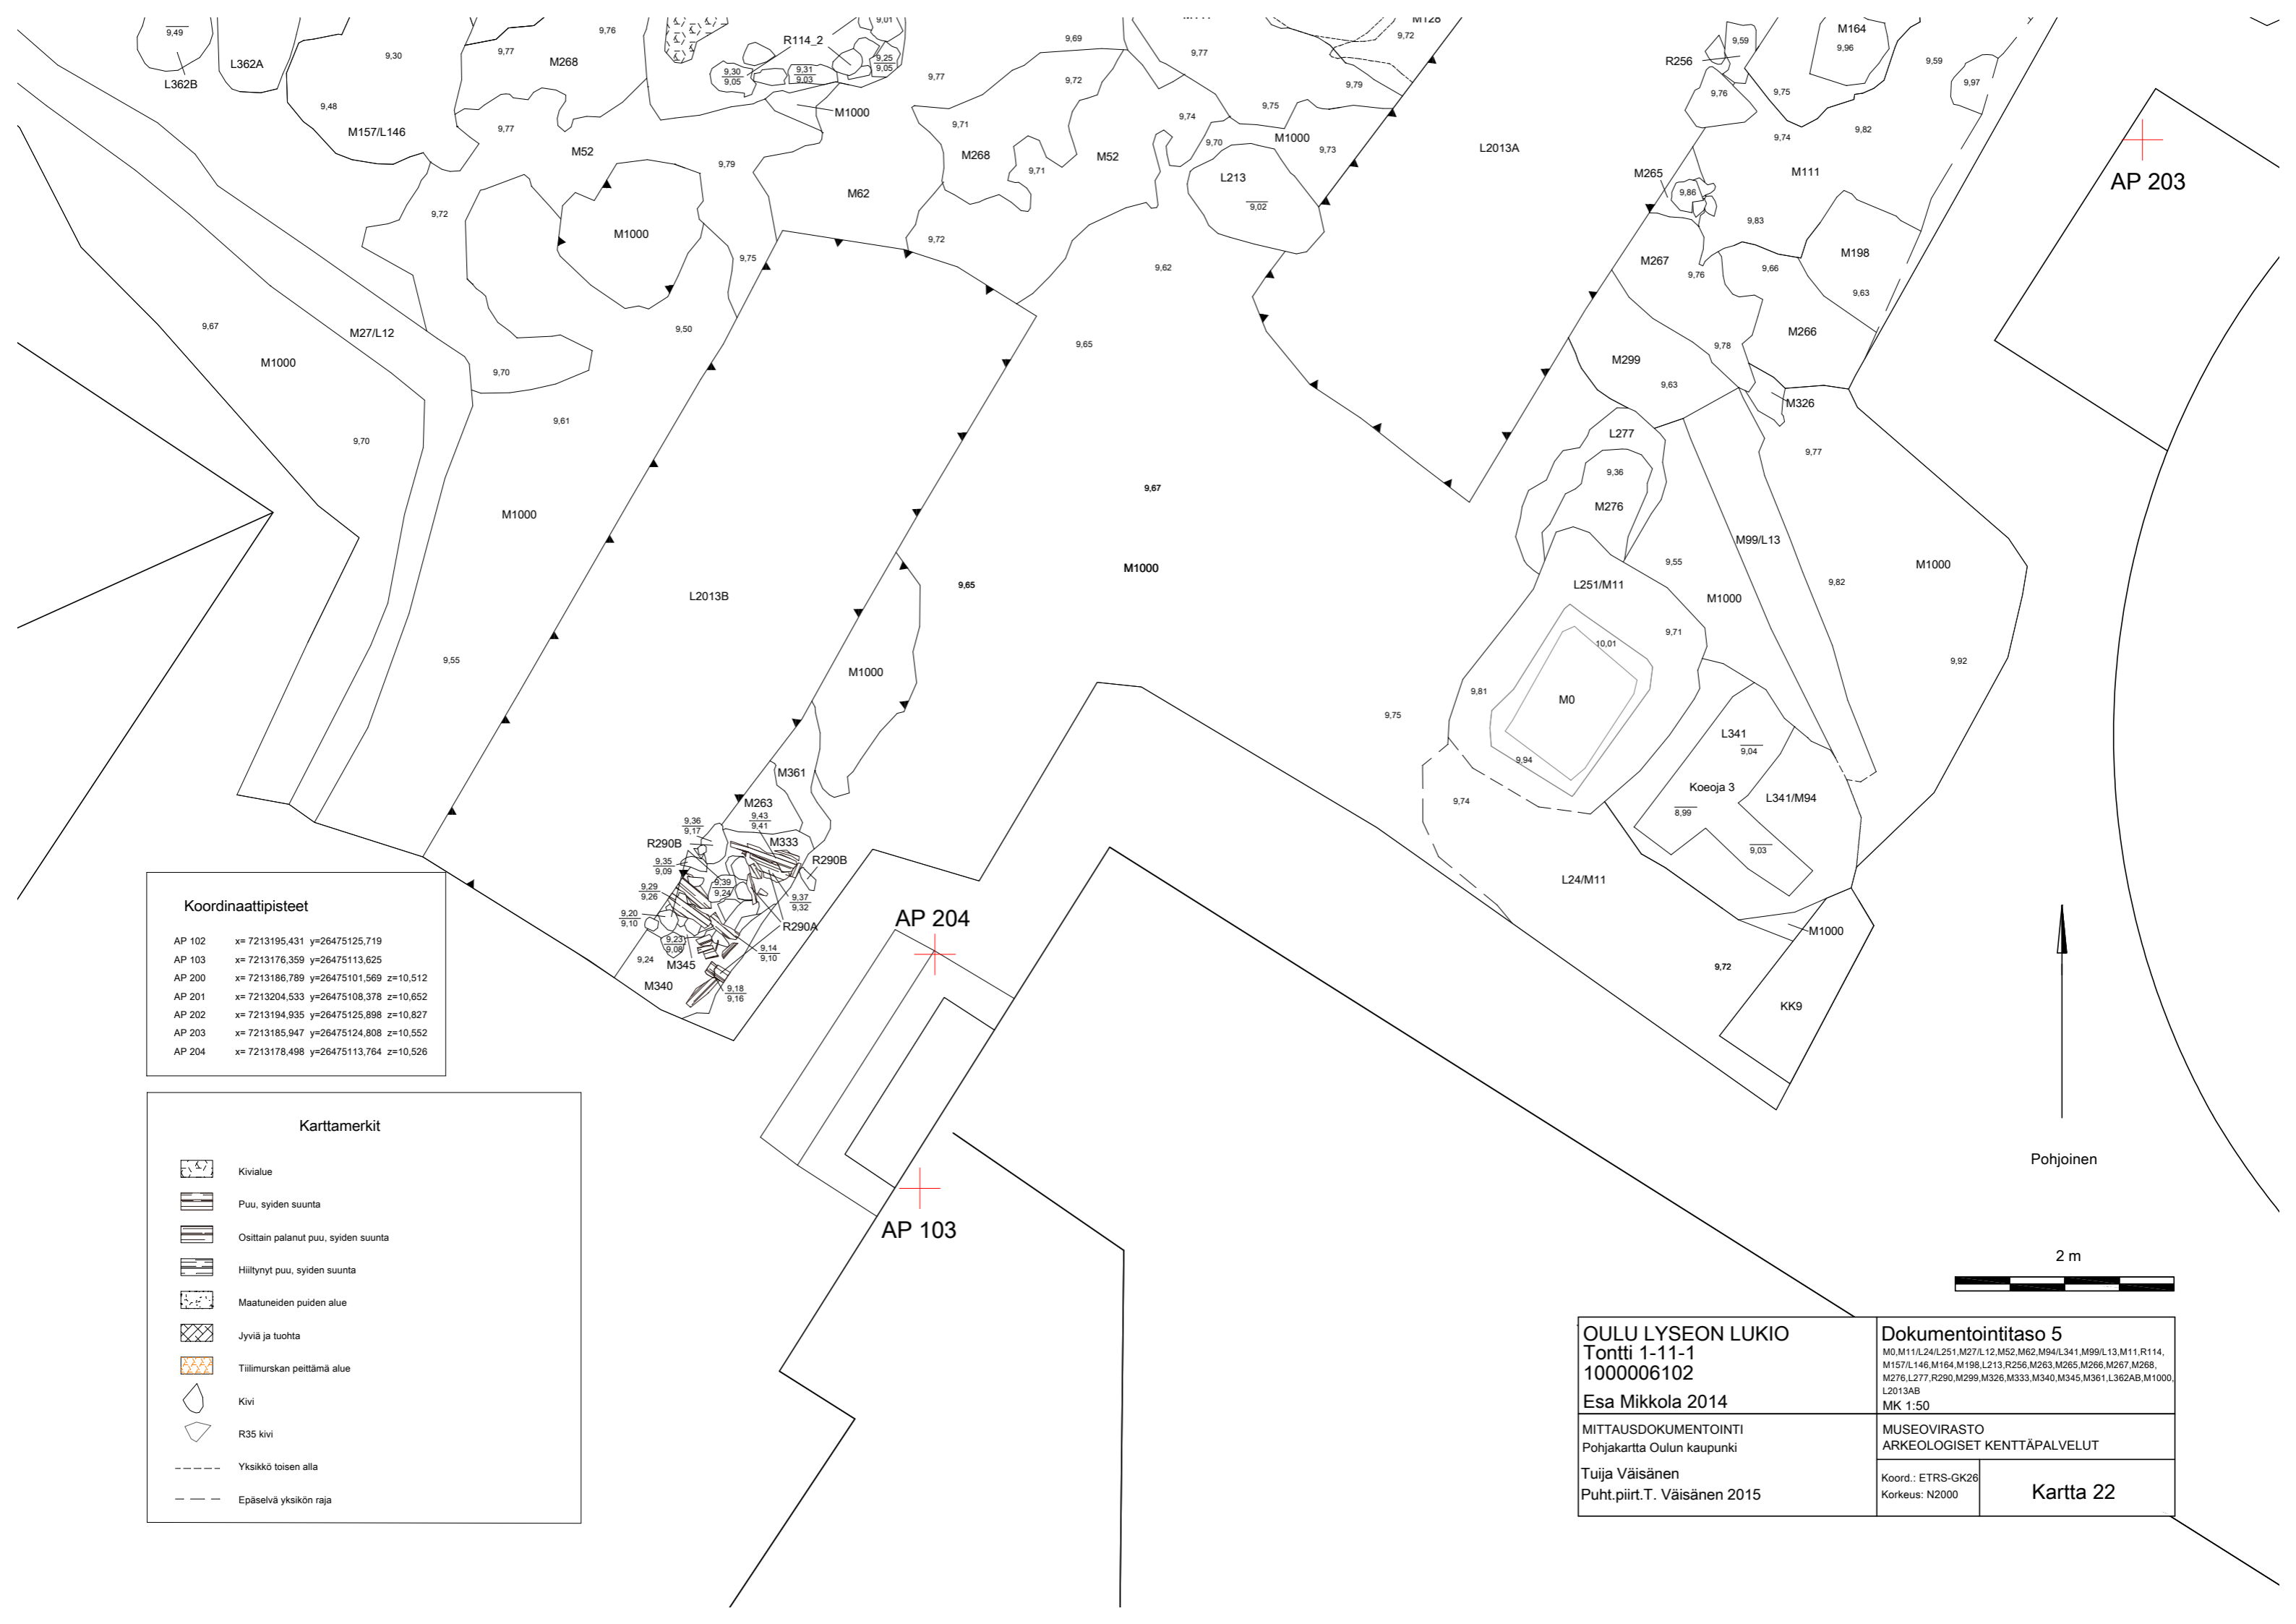 9,49
L362B
L362A
9,30
9,48
M157/L146
9,77
M268
9,76
9,77
M52
9,72
M1000
9,79
9,75
9,50
9,70
9,61
R114_2
9,01
9,30
9,05
9,31
9,03
9,25
9,05
M1000
M62
9,77
9,69
9,72
9,71
M268
9,71
M52
9,72
9,77
9,74
9,70
9,75
M1000
9,73
9,79
9,72
M128
L213
9,02
9,62
9,65
L2013A
R256
9,59
9,76
9,75
M164
9,96
9,59
9,97
9,82
9,74
M111
M265
9,86
9,83
M267
9,76
9,66
M198
9,63
M266
9,78
M299
9,63
M326
AP 203
9,67
M1000
M27/L12
9,70
M1000
9,55
L2013B
9,67
M1000
9,65
M1000
L277
9,36
M276
9,77
M99/L13
9,55
M1000
9,82
M1000
9,92
L251/M11
9,71
10,01
9,81
M0
9,94
9,75
9,74
L341
9,04
Koeoja 3
8,99
L341/M94
9,03
L24/M11
M1000
9,72
KK9
M361
M263
9,43
9,41
9,36
9,17
R290B
M333
R290B
9,35
9,09
9,39
9,24
9,29
9,26
9,37
9,32
9,20
9,10
R290A
9,23
9,08
9,14
9,10
9,24
M345
M340
9,18
9,16
AP 204
AP 103
Koordinaattipisteet
AP 102 x= 7213195,431 y=26475125,719
AP 103 x= 7213176,359 y=26475113,625
AP 200 x= 7213186,789 y=26475101,569 z=10,512
AP 201 x= 7213204,533 y=26475108,378 z=10,652
AP 202 x= 7213194,935 y=26475125,898 z=10,827
AP 203 x= 7213185,947 y=26475124,808 z=10,552
AP 204 x= 7213178,498 y=26475113,764 z=10,526
Karttamerkit
Kivialue
Puu, syiden suunta
Osittain palanut puu, syiden suunta
Hiiltynyt puu, syiden suunta
Maatuneiden puiden alue
Jyviä ja tuohta
Tiilimurskan peittämä alue
Kivi
R35 kivi
Yksikkö toisen alla
Epäselvä yksikön raja
Pohjoinen
2 m
OULU LYSEON LUKIO
Tontti 1-11-1
1000006102
Esa Mikkola 2014
Dokumentointitaso 5
M0,M11/L24/L251,M27/L12,M52,M62,M94/L341,M99/L13,M11,R114,
M157/L146,M164,M198,L213,R256,M263,M265,M266,M267,M268,
M276,L277,R290,M299,M326,M333,M340,M345,M361,L362AB,M1000,
L2013AB
MK 1:50
MITTAUSDOKUMENTOINTI
Pohjakartta Oulun kaupunki
Tuija Väisänen
Puht.piirt.T. Väisänen 2015
MUSEOVIRASTO
ARKEOLOGISET KENTTÄPALVELUT
Koord.: ETRS-GK26
Korkeus: N2000
Kartta 22